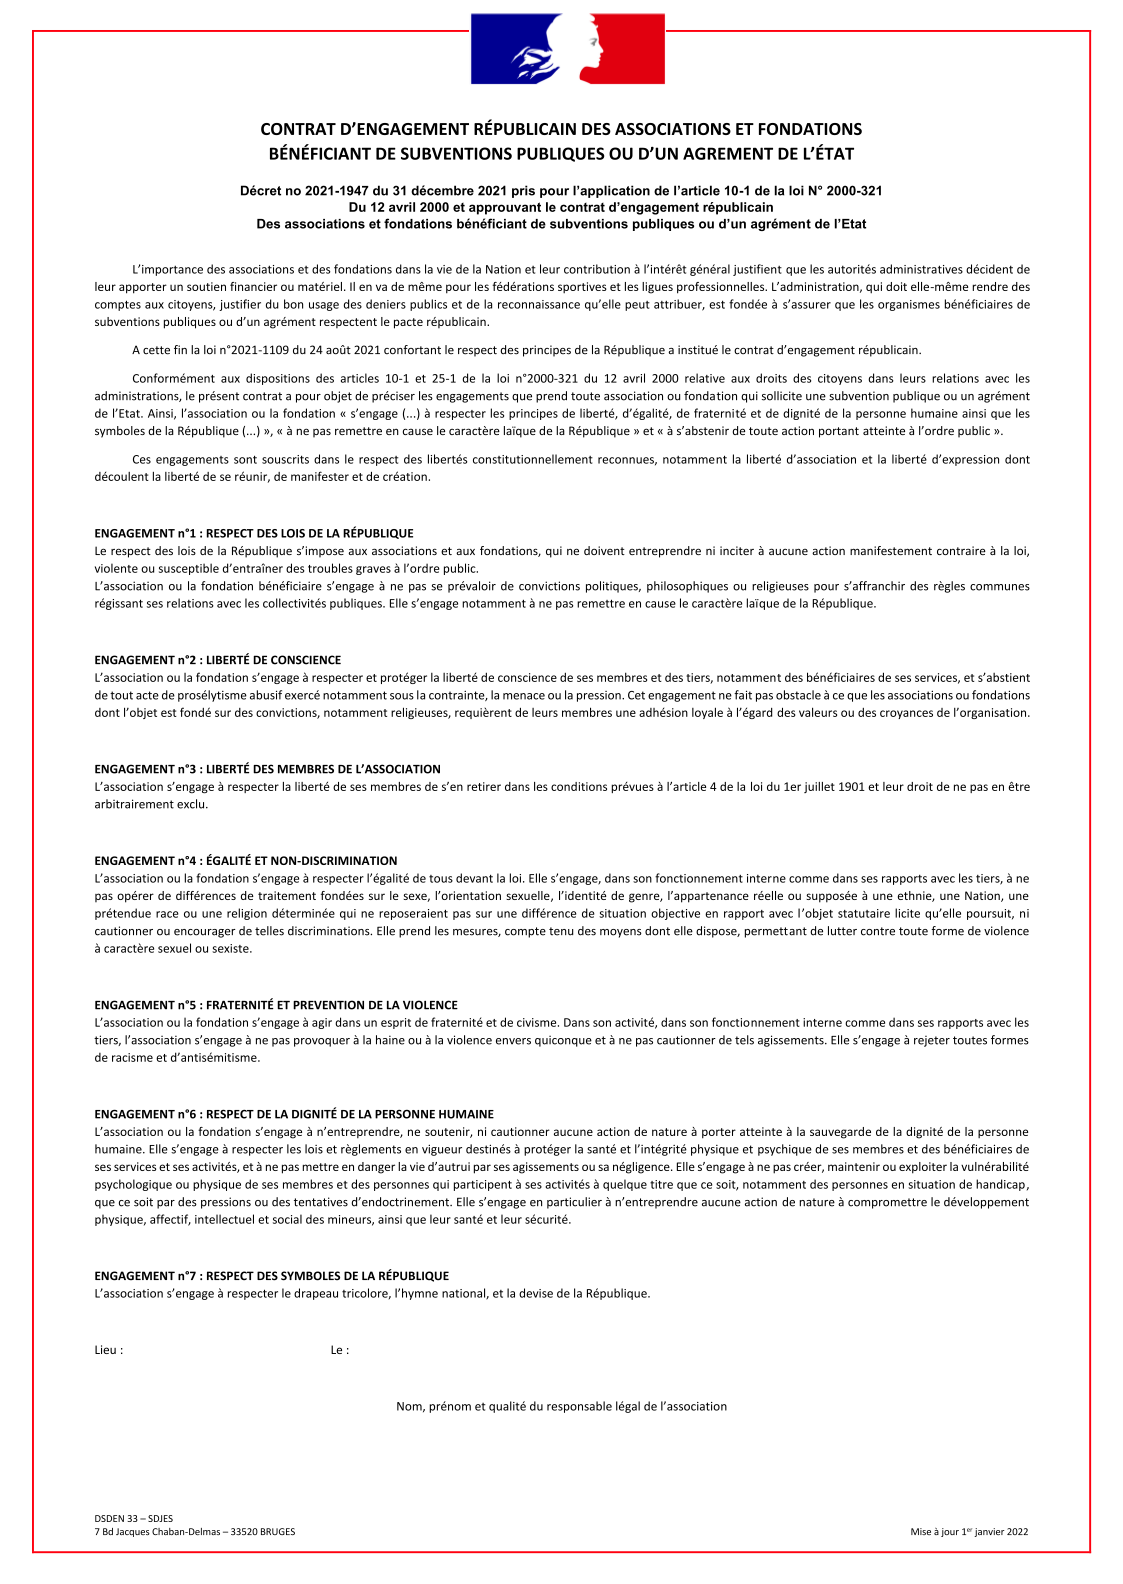 CONTRAT D’ENGAGEMENT RÉPUBLICAIN DES ASSOCIATIONS ET FONDATIONS
BÉNÉFICIANT DE SUBVENTIONS PUBLIQUES OU D’UN AGREMENT DE L’ÉTAT
Décret no 2021-1947 du 31 décembre 2021 pris pour l’application de l’article 10-1 de la loi N° 2000-321
Du 12 avril 2000 et approuvant le contrat d’engagement républicain
Des associations et fondations bénéficiant de subventions publiques ou d’un agrément de l’Etat
L’importance des associations et des fondations dans la vie de la Nation et leur contribution à l’intérêt général justifient que les autorités administratives décident de
leur apporter un soutien financier ou matériel. Il en va de même pour les fédérations sportives et les ligues professionnelles. L’administration, qui doit elle-même rendre des
comptes aux citoyens, justifier du bon usage des deniers publics et de la reconnaissance qu’elle peut attribuer, est fondée à s’assurer que les organismes bénéficiaires de
subventions publiques ou d’un agrément respectent le pacte républicain.
A cette fin la loi n°2021-1109 du 24 août 2021 confortant le respect des principes de la République a institué le contrat d’engagement républicain.
Conformément aux dispositions des articles 10-1 et 25-1 de la loi n°2000-321 du 12 avril 2000 relative aux droits des citoyens dans leurs relations avec les
administrations, le présent contrat a pour objet de préciser les engagements que prend toute association ou fondation qui sollicite une subvention publique ou un agrément
de l’Etat. Ainsi, l’association ou la fondation « s’engage (...) à respecter les principes de liberté, d’égalité, de fraternité et de dignité de la personne humaine ainsi que les
symboles de la République (...) », « à ne pas remettre en cause le caractère laïque de la République » et « à s’abstenir de toute action portant atteinte à l’ordre public ».
Ces engagements sont souscrits dans le respect des libertés constitutionnellement reconnues, notamment la liberté d’association et la liberté d’expression dont
découlent la liberté de se réunir, de manifester et de création.
ENGAGEMENT n°1 : RESPECT DES LOIS DE LA RÉPUBLIQUE
Le respect des lois de la République s’impose aux associations et aux fondations, qui ne doivent entreprendre ni inciter à aucune action manifestement contraire à la loi,
violente ou susceptible d’entraîner des troubles graves à l’ordre public.
L’association ou la fondation bénéficiaire s’engage à ne pas se prévaloir de convictions politiques, philosophiques ou religieuses pour s’affranchir des règles communes
régissant ses relations avec les collectivités publiques. Elle s’engage notamment à ne pas remettre en cause le caractère laïque de la République.
ENGAGEMENT n°2 : LIBERTÉ DE CONSCIENCE
L’association ou la fondation s’engage à respecter et protéger la liberté de conscience de ses membres et des tiers, notamment des bénéficiaires de ses services, et s’abstient
de tout acte de prosélytisme abusif exercé notamment sous la contrainte, la menace ou la pression. Cet engagement ne fait pas obstacle à ce que les associations ou fondations
dont l’objet est fondé sur des convictions, notamment religieuses, requièrent de leurs membres une adhésion loyale à l’égard des valeurs ou des croyances de l’organisation.
ENGAGEMENT n°3 : LIBERTÉ DES MEMBRES DE L’ASSOCIATION
L’association s’engage à respecter la liberté de ses membres de s’en retirer dans les conditions prévues à l’article 4 de la loi du 1er juillet 1901 et leur droit de ne pas en être
arbitrairement exclu.
ENGAGEMENT n°4 : ÉGALITÉ ET NON-DISCRIMINATION
L’association ou la fondation s’engage à respecter l’égalité de tous devant la loi. Elle s’engage, dans son fonctionnement interne comme dans ses rapports avec les tiers, à ne
pas opérer de différences de traitement fondées sur le sexe, l’orientation sexuelle, l’identité de genre, l’appartenance réelle ou supposée à une ethnie, une Nation, une
prétendue race ou une religion déterminée qui ne reposeraient pas sur une différence de situation objective en rapport avec l’objet statutaire licite qu’elle poursuit, ni
cautionner ou encourager de telles discriminations. Elle prend les mesures, compte tenu des moyens dont elle dispose, permettant de lutter contre toute forme de violence
à caractère sexuel ou sexiste.
ENGAGEMENT n°5 : FRATERNITÉ ET PREVENTION DE LA VIOLENCE
L’association ou la fondation s’engage à agir dans un esprit de fraternité et de civisme. Dans son activité, dans son fonctionnement interne comme dans ses rapports avec les
tiers, l’association s’engage à ne pas provoquer à la haine ou à la violence envers quiconque et à ne pas cautionner de tels agissements. Elle s’engage à rejeter toutes formes
de racisme et d’antisémitisme.
ENGAGEMENT n°6 : RESPECT DE LA DIGNITÉ DE LA PERSONNE HUMAINE
L’association ou la fondation s’engage à n’entreprendre, ne soutenir, ni cautionner aucune action de nature à porter atteinte à la sauvegarde de la dignité de la personne
humaine. Elle s’engage à respecter les lois et règlements en vigueur destinés à protéger la santé et l’intégrité physique et psychique de ses membres et des bénéficiaires de
ses services et ses activités, et à ne pas mettre en danger la vie d’autrui par ses agissements ou sa négligence. Elle s’engage à ne pas créer, maintenir ou exploiter la vulnérabilité
psychologique ou physique de ses membres et des personnes qui participent à ses activités à quelque titre que ce soit, notamment des personnes en situation de handicap,
que ce soit par des pressions ou des tentatives d’endoctrinement. Elle s’engage en particulier à n’entreprendre aucune action de nature à compromettre le développement
physique, affectif, intellectuel et social des mineurs, ainsi que leur santé et leur sécurité.
ENGAGEMENT n°7 : RESPECT DES SYMBOLES DE LA RÉPUBLIQUE
L’association s’engage à respecter le drapeau tricolore, l’hymne national, et la devise de la République.
Lieu : Le :
Nom, prénom et qualité du responsable légal de l’association
DSDEN 33 – SDJES
7 Bd Jacques Chaban-Delmas – 33520 BRUGES Mise à jour 1er janvier 2022